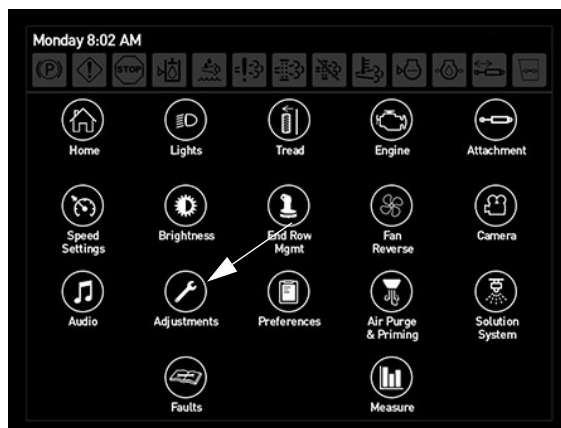 Monday 8:02 AM
(P) STOP
Home Lights Tread Engine Attachment
Speed Settings Brightness End Row Mgmt Fan Reverse Camera
Audio Adjustments Preferences Air Purge & Priming Solution System
Faults Measure